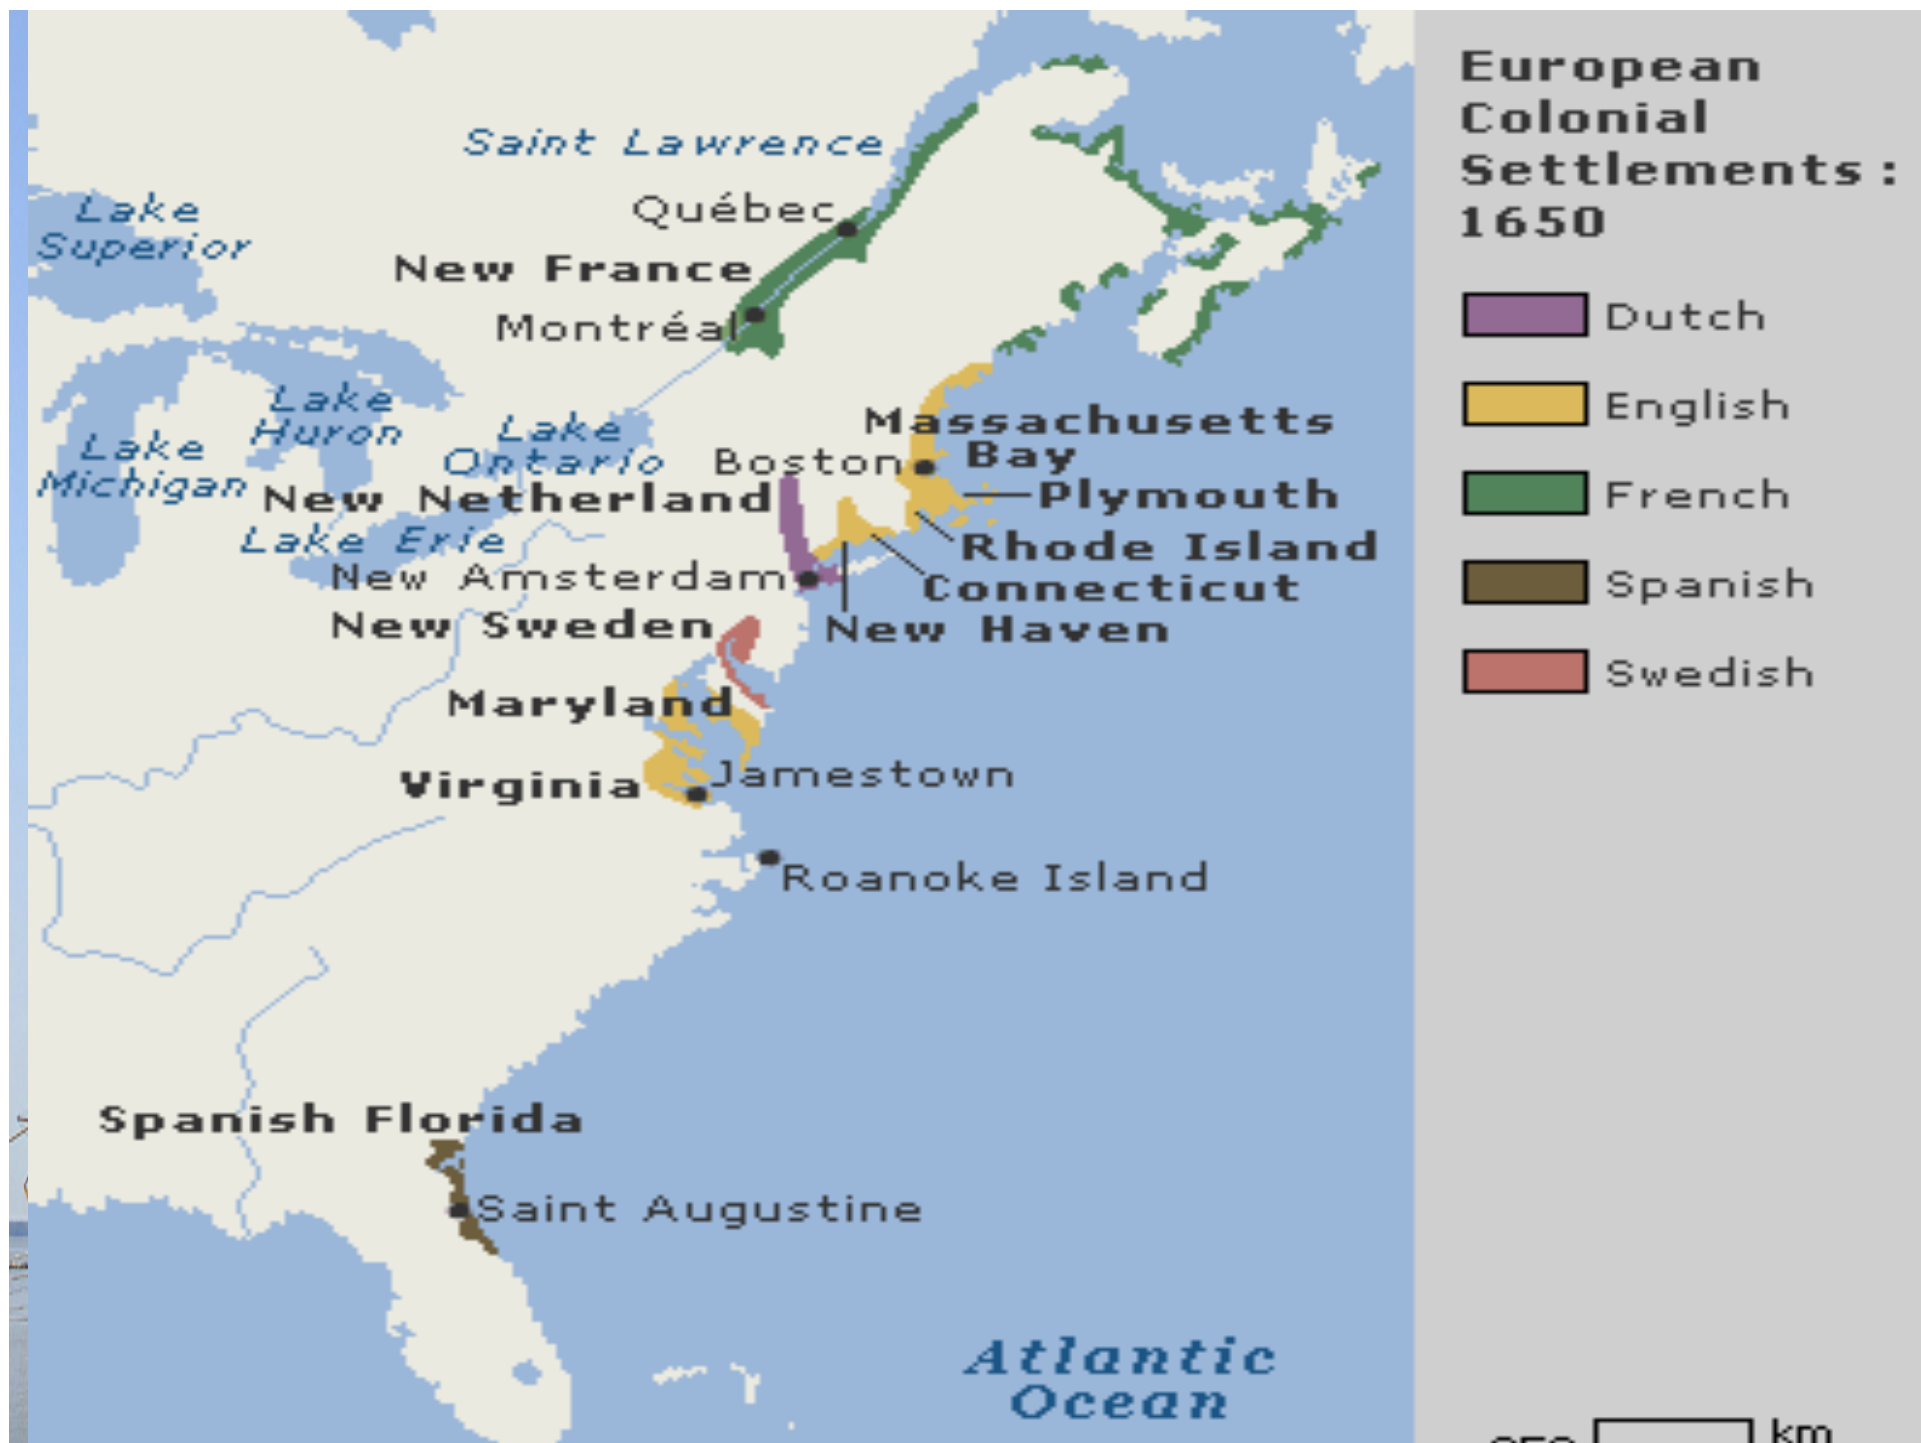 European
Colonial
Settlements:
1650
Dutch
English
French
Spanish
Swedish
km
Saint Lawrence
Québec
Lake
Superior
New France
Montréal
Lake
Huron
Lake
Michigan
Lake
Ontario
Massachusetts
Bay
Boston
New Netherland
Plymouth
Lake Erie
Rhode Island
New Amsterdam
Connecticut
New Sweden
New Haven
Maryland
Virginia
Jamestown
Roanoke Island
Spanish Florida
Saint Augustine
Atlantic
Ocean